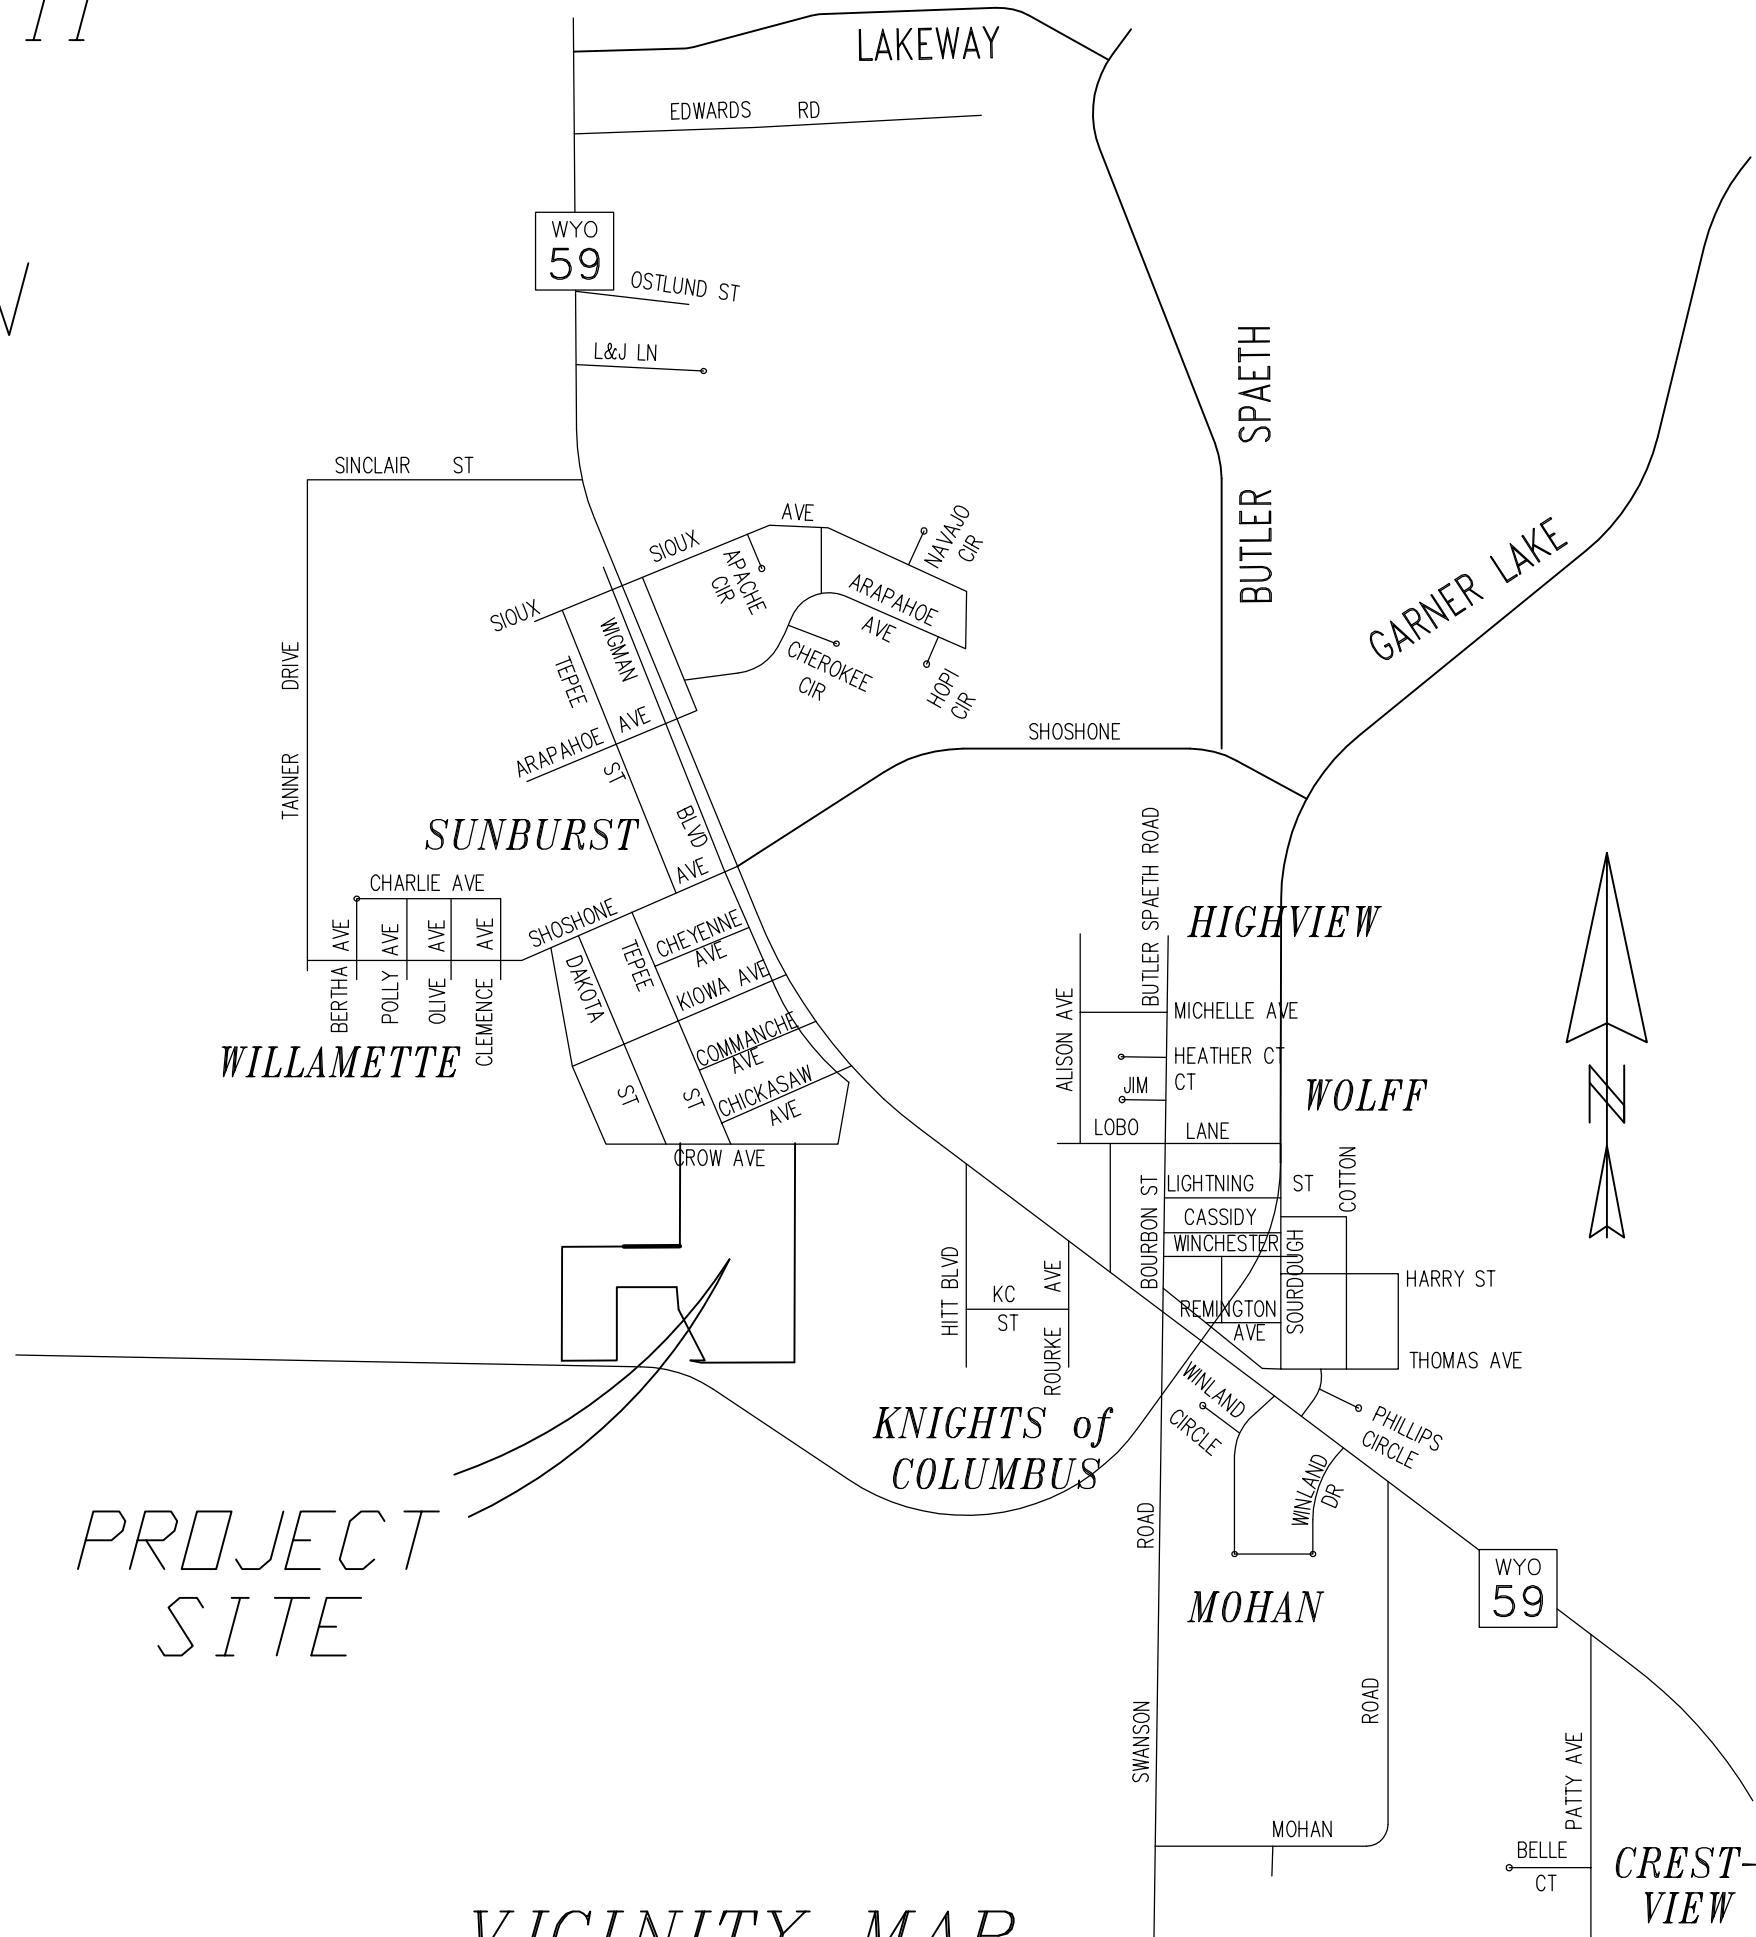 LAKEWAY
EDWARDS RD
WYO
59
OSTLUND ST
L&J LN
BUTLER SPAETH
GARNER LAKE
SINCLAIR ST
TANNER DRIVE
SIOUX
SIOUX AVE
APACHE
CIR
NAVAJO
CIR
ARAPAHOE
AVE
CHEROKEE
CIR
HOPI
CIR
WIGMAN BLVD
TEPEE ST
ARAPAHOE AVE
SHOSHONE
SUNBURST
SHOSHONE AVE
CHARLIE AVE
BERTHA AVE
POLLY AVE
OLIVE AVE
CLEMENCE AVE
WILLAMETTE
DAKOTA ST
TEPEE ST
CHEYENNE
AVE
KIOWA AVE
COMMANCHE
AVE
CHICKASAW
AVE
CROW AVE
BUTLER SPAETH ROAD
HIGHVIEW
ALISON AVE
MICHELLE AVE
HEATHER CT
JIM CT
WOLFF
LOBO LANE
LIGHTNING ST
COTTON
CASSIDY
WINCHESTER
BOURBON ST
SOURDOUGH
REMINGTON
AVE
HARRY ST
THOMAS AVE
HITT BLVD
KC
ST
ROURKE AVE
N
KNIGHTS of
COLUMBUS
WINLAND
CIRCLE
PHILLIPS
CIRCLE
WINLAND
DR
PROJECT
SITE
MOHAN
WYO
59
SWANSON ROAD
ROAD
MOHAN
PATTY AVE
BELLE
CT
CREST-
VIEW
VICINITY MAP